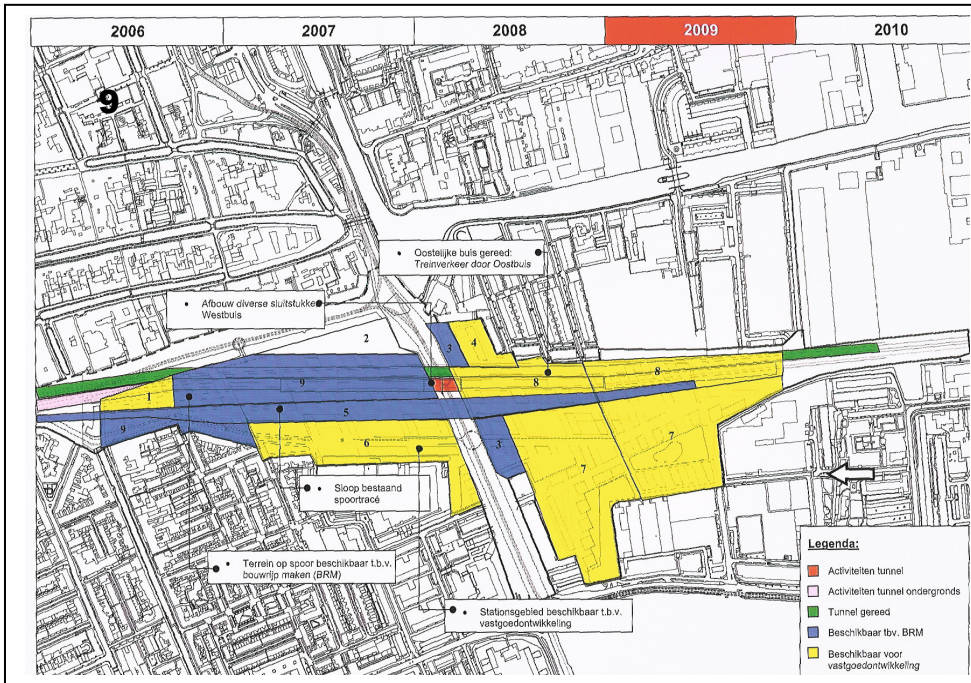 2006 2007 2008 2009 2010
9
• Oostelijke buis gereed:
Treinverkeer door Oostbuis
• Afbouw diverse sluitstukken
Westbuis
2
3
4
1
9
8
8
5
9
6
3
7
7
• Sloop bestaand
spoortracé
• Terrein op spoor beschikbaar t.b.v.
bouwrijp maken (BRM)
• Stationsgebied beschikbaar t.b.v.
vastgoedontwikkeling
Legenda:
Activiteiten tunnel
Activiteiten tunnel ondergronds
Tunnel gereed
Beschikbaar tbv. BRM
Beschikbaar voor
vastgoedontwikkeling